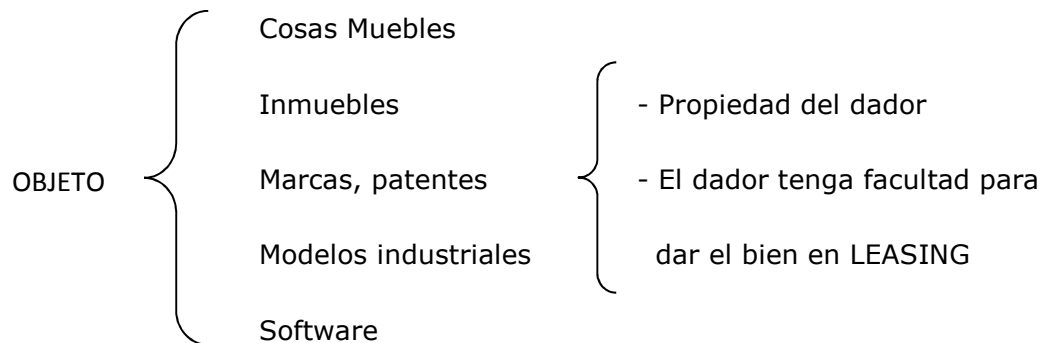 Cosas Muebles
Inmuebles
- Propiedad del dador
OBJETO
Marcas, patentes
- El dador tenga facultad para
Modelos industriales
dar el bien en LEASING
Software